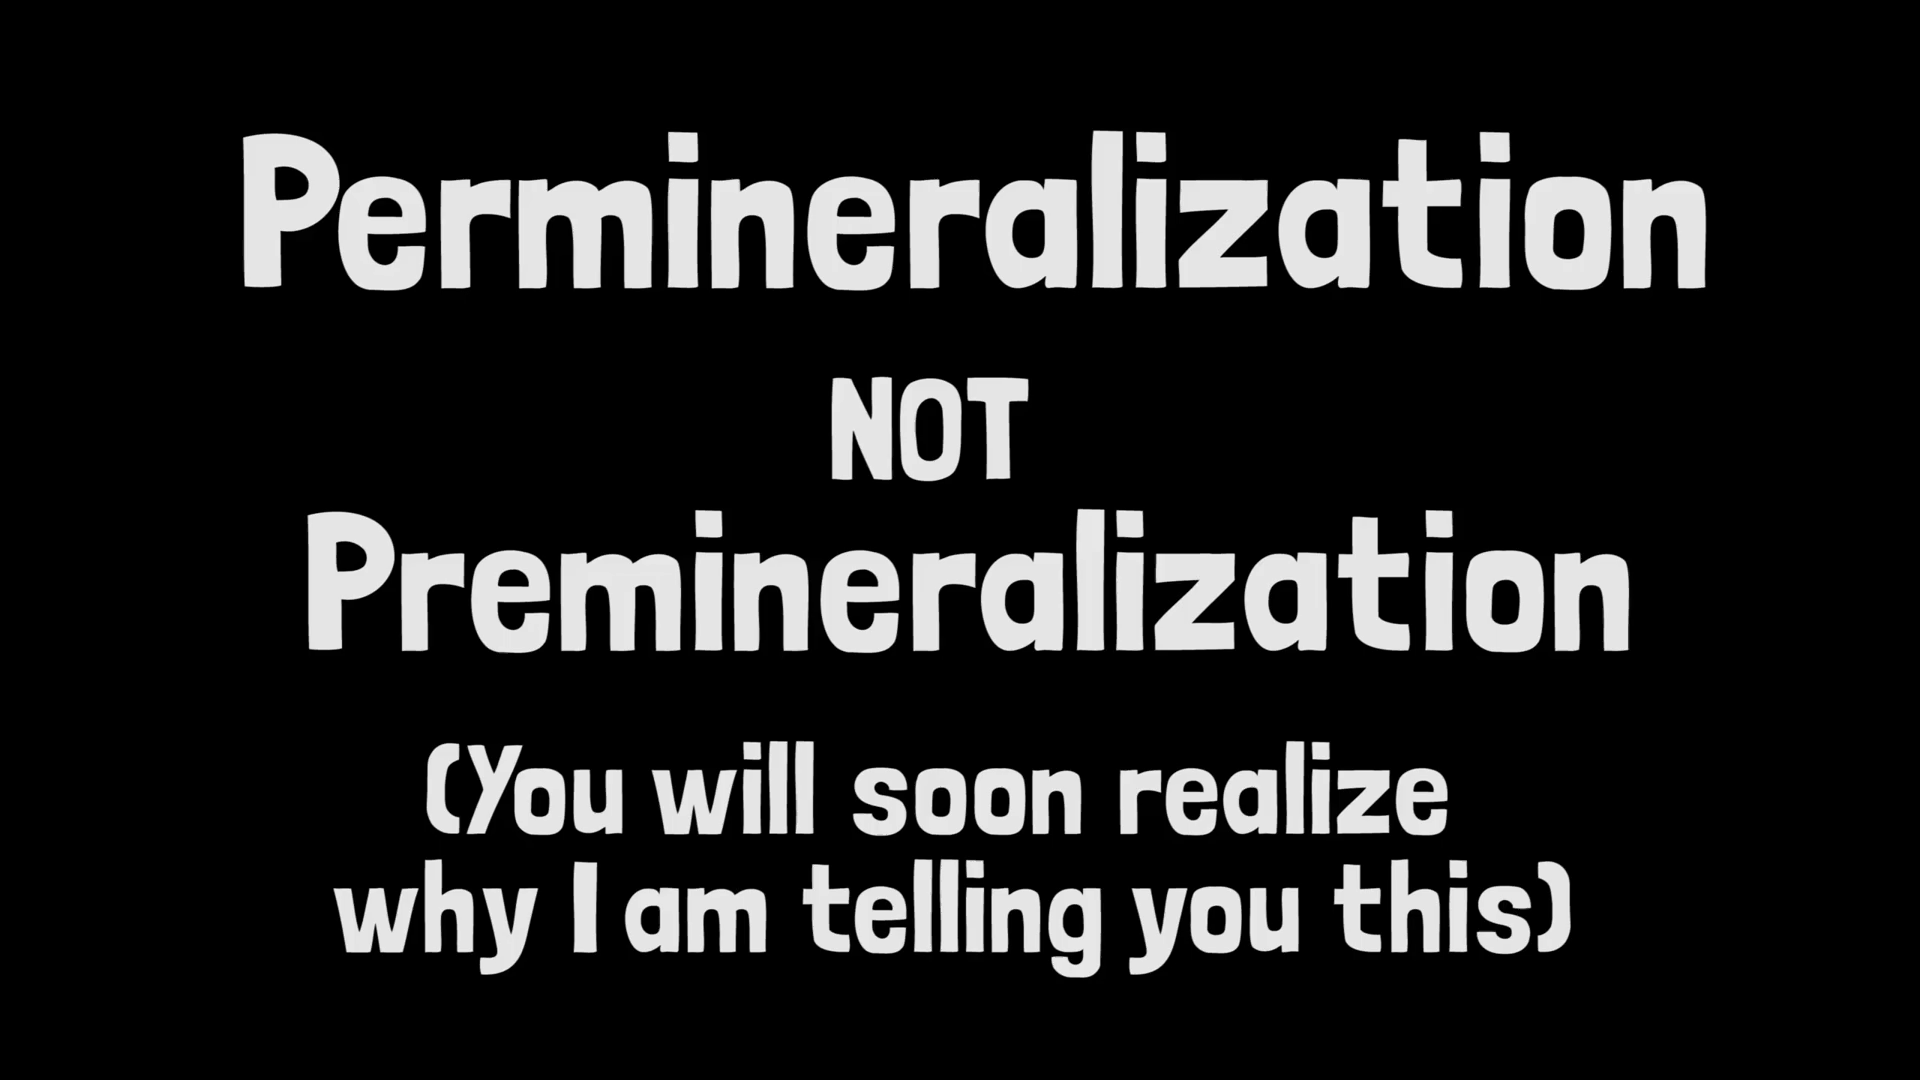 Permineralization
NOT
Premineralization
(You will soon realize
why I am telling you this)